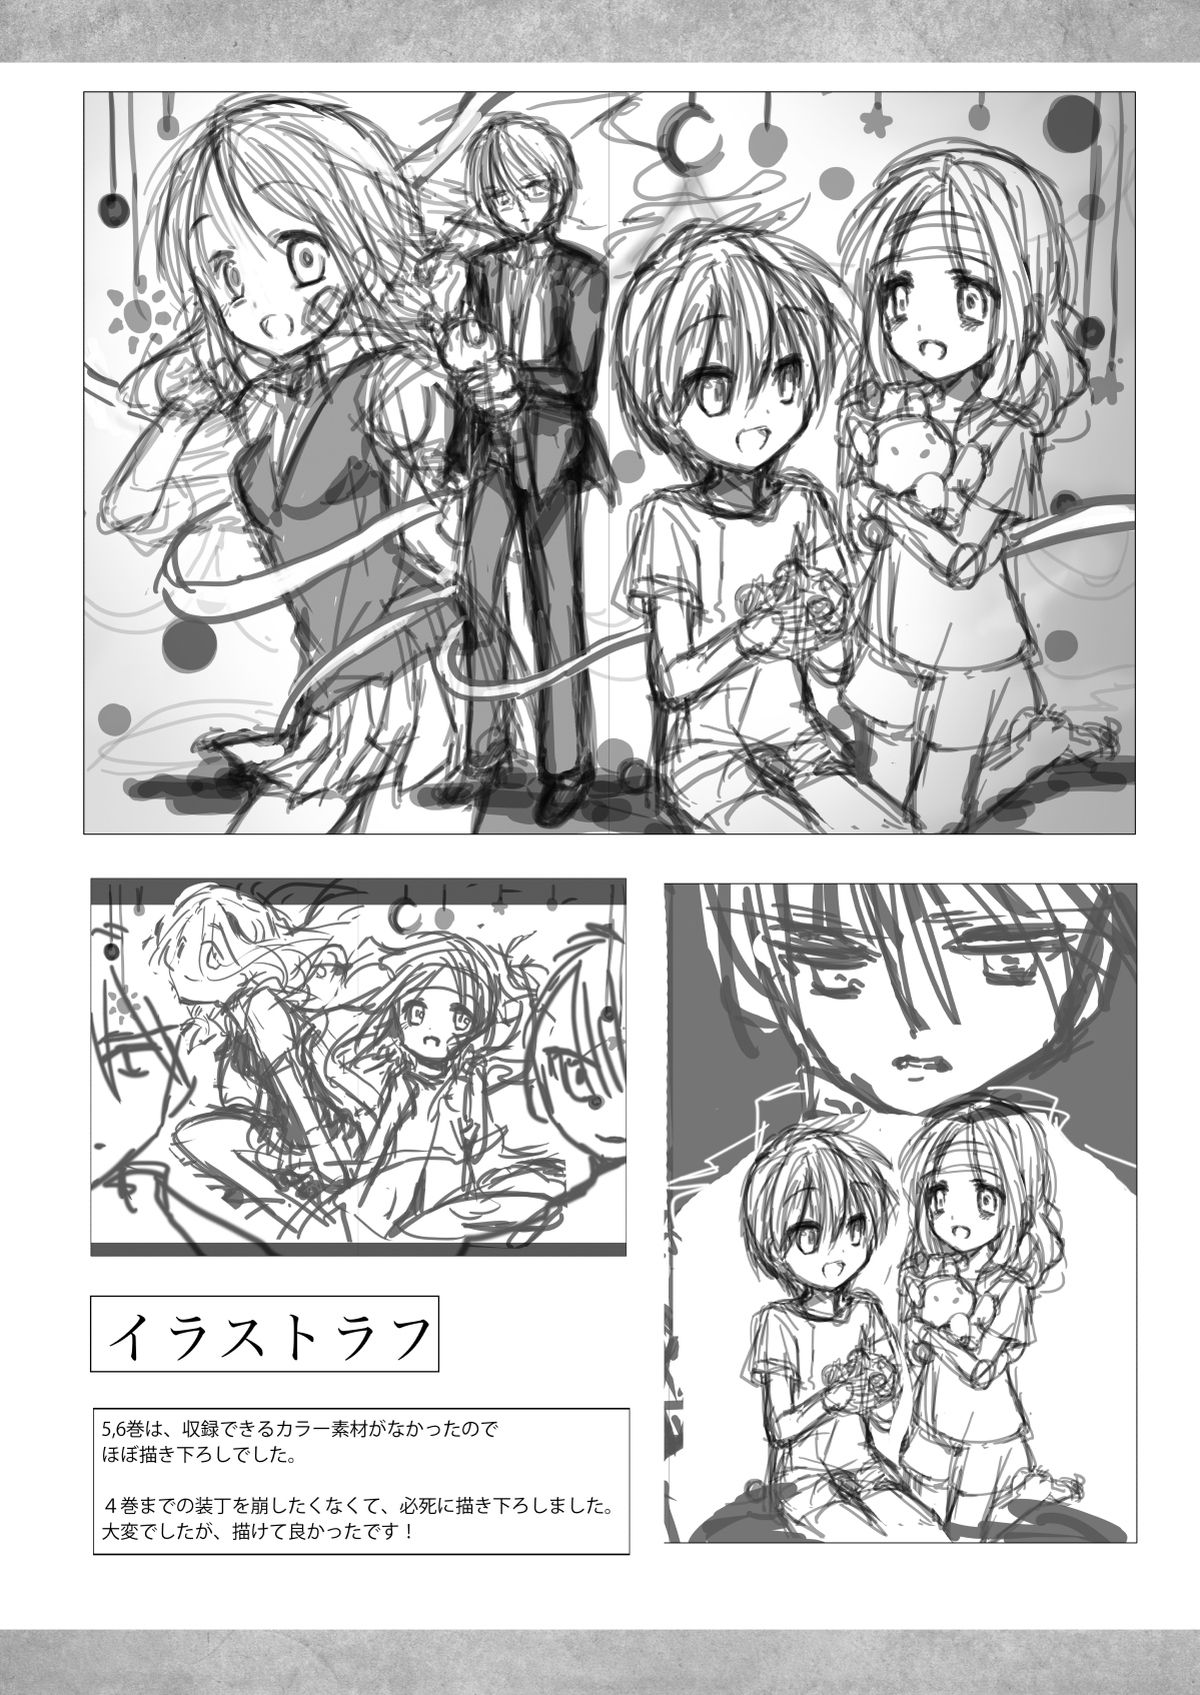 イラストラフ
5,6巻は、収録できるカラー素材がなかったので
ほぼ描き下ろしでした。
４巻までの装丁を崩したくなくて、必死に描き下ろしました。
大変でしたが、描けて良かったです！